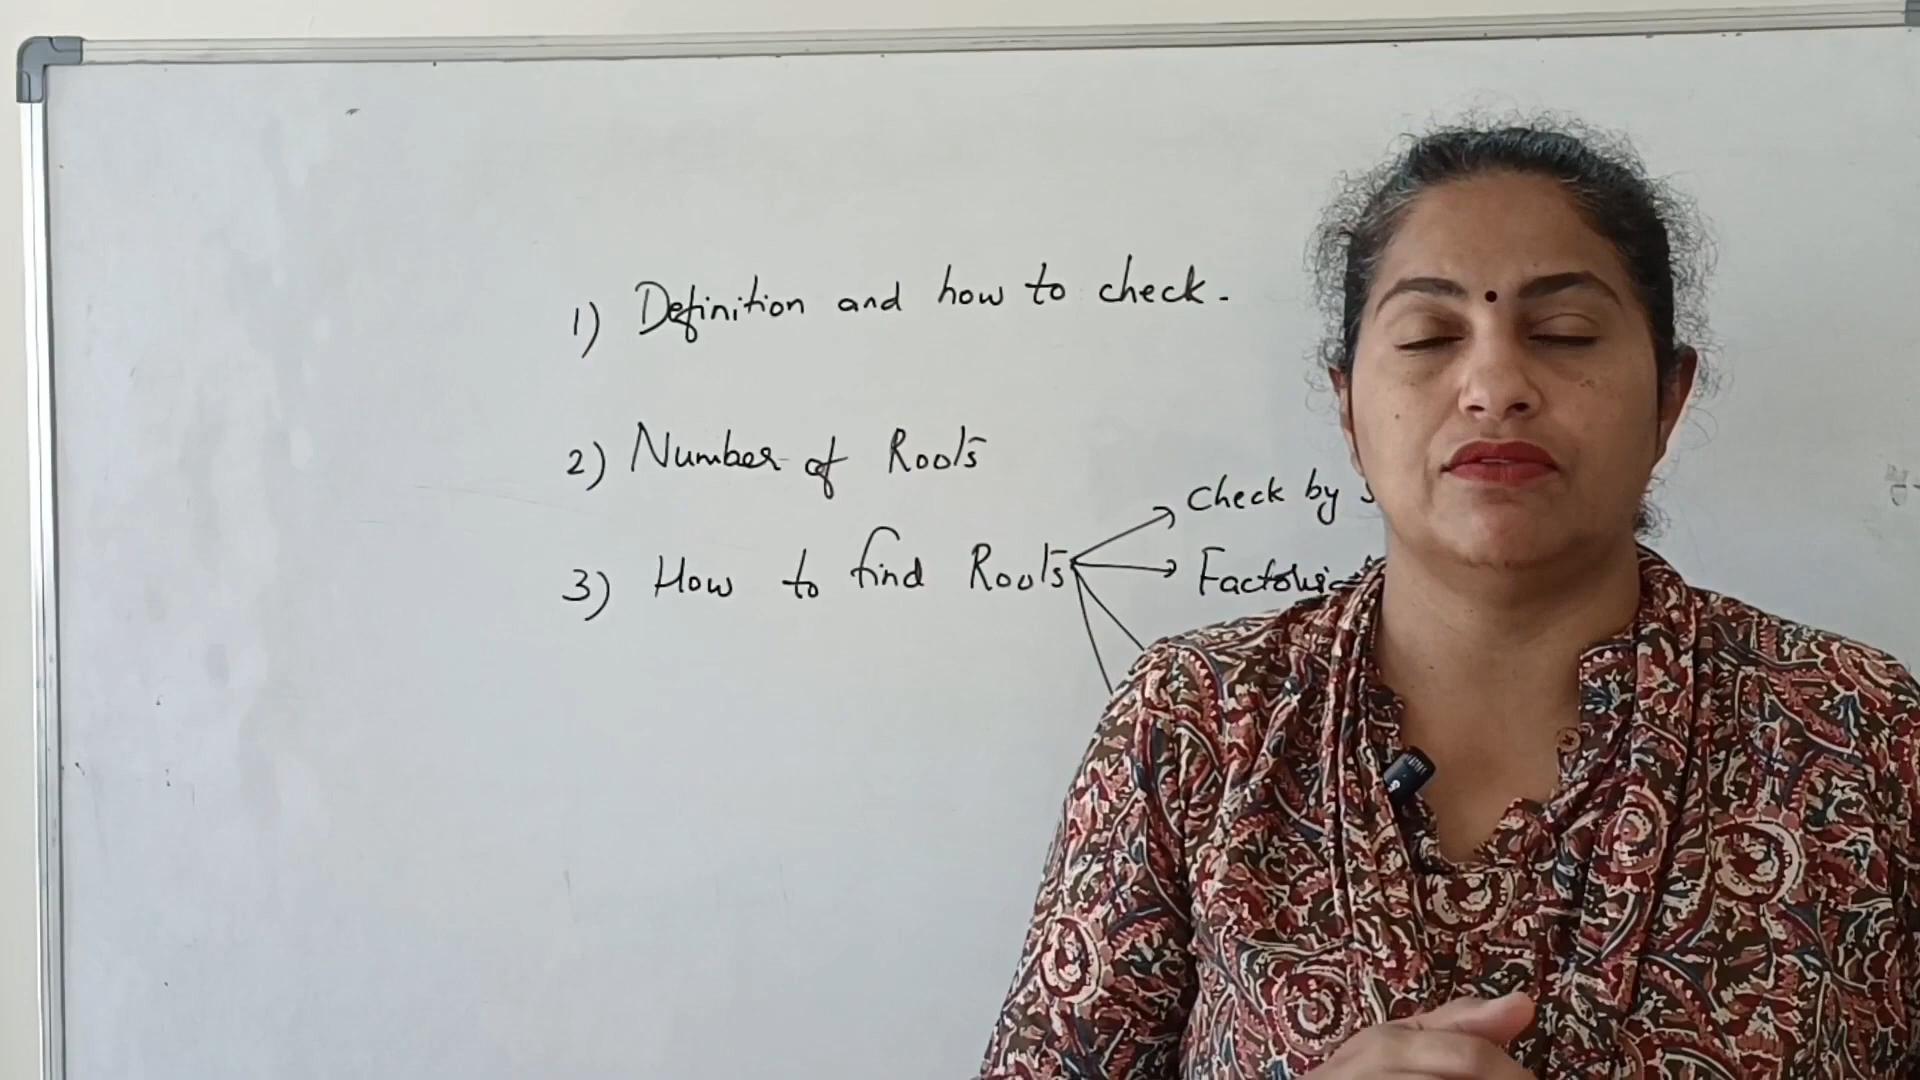 1) Definition and how to check.
2) Number of Roots
3) How to find Roots
Check by